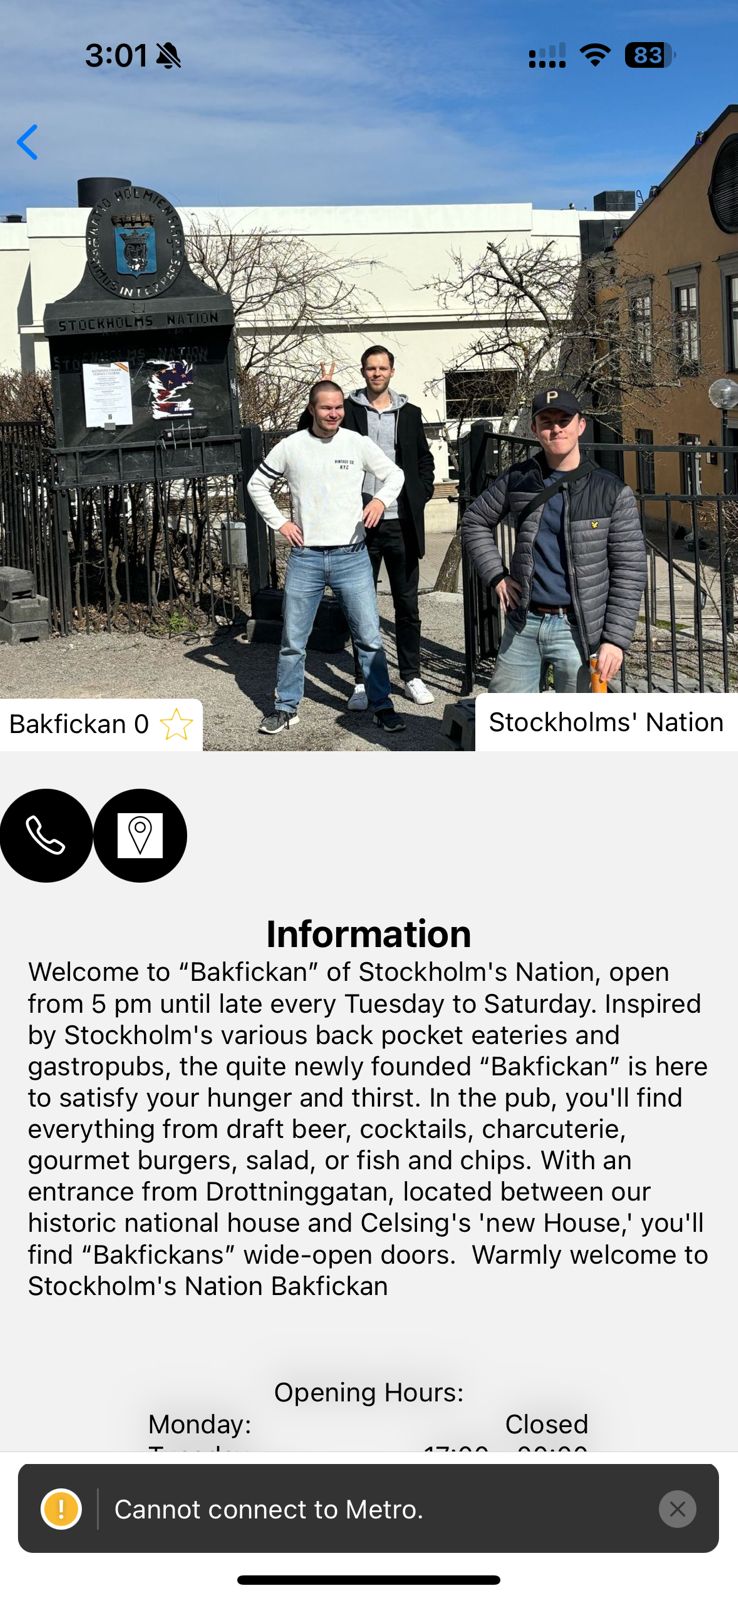 3:01
83
HOLMIENS
STOCKHOLMS NATION
P
VINTAGE CO
N.Y.C
Bakfickan 0
Stockholms' Nation
Information
Welcome to “Bakfickan” of Stockholm's Nation, open
from 5 pm until late every Tuesday to Saturday. Inspired
by Stockholm's various back pocket eateries and
gastropubs, the quite newly founded “Bakfickan” is here
to satisfy your hunger and thirst. In the pub, you'll find
everything from draft beer, cocktails, charcuterie,
gourmet burgers, salad, or fish and chips. With an
entrance from Drottninggatan, located between our
historic national house and Celsing's 'new House,' you'll
find “Bakfickans” wide-open doors.  Warmly welcome to
Stockholm's Nation Bakfickan
Opening Hours:
Monday: Closed
Cannot connect to Metro.